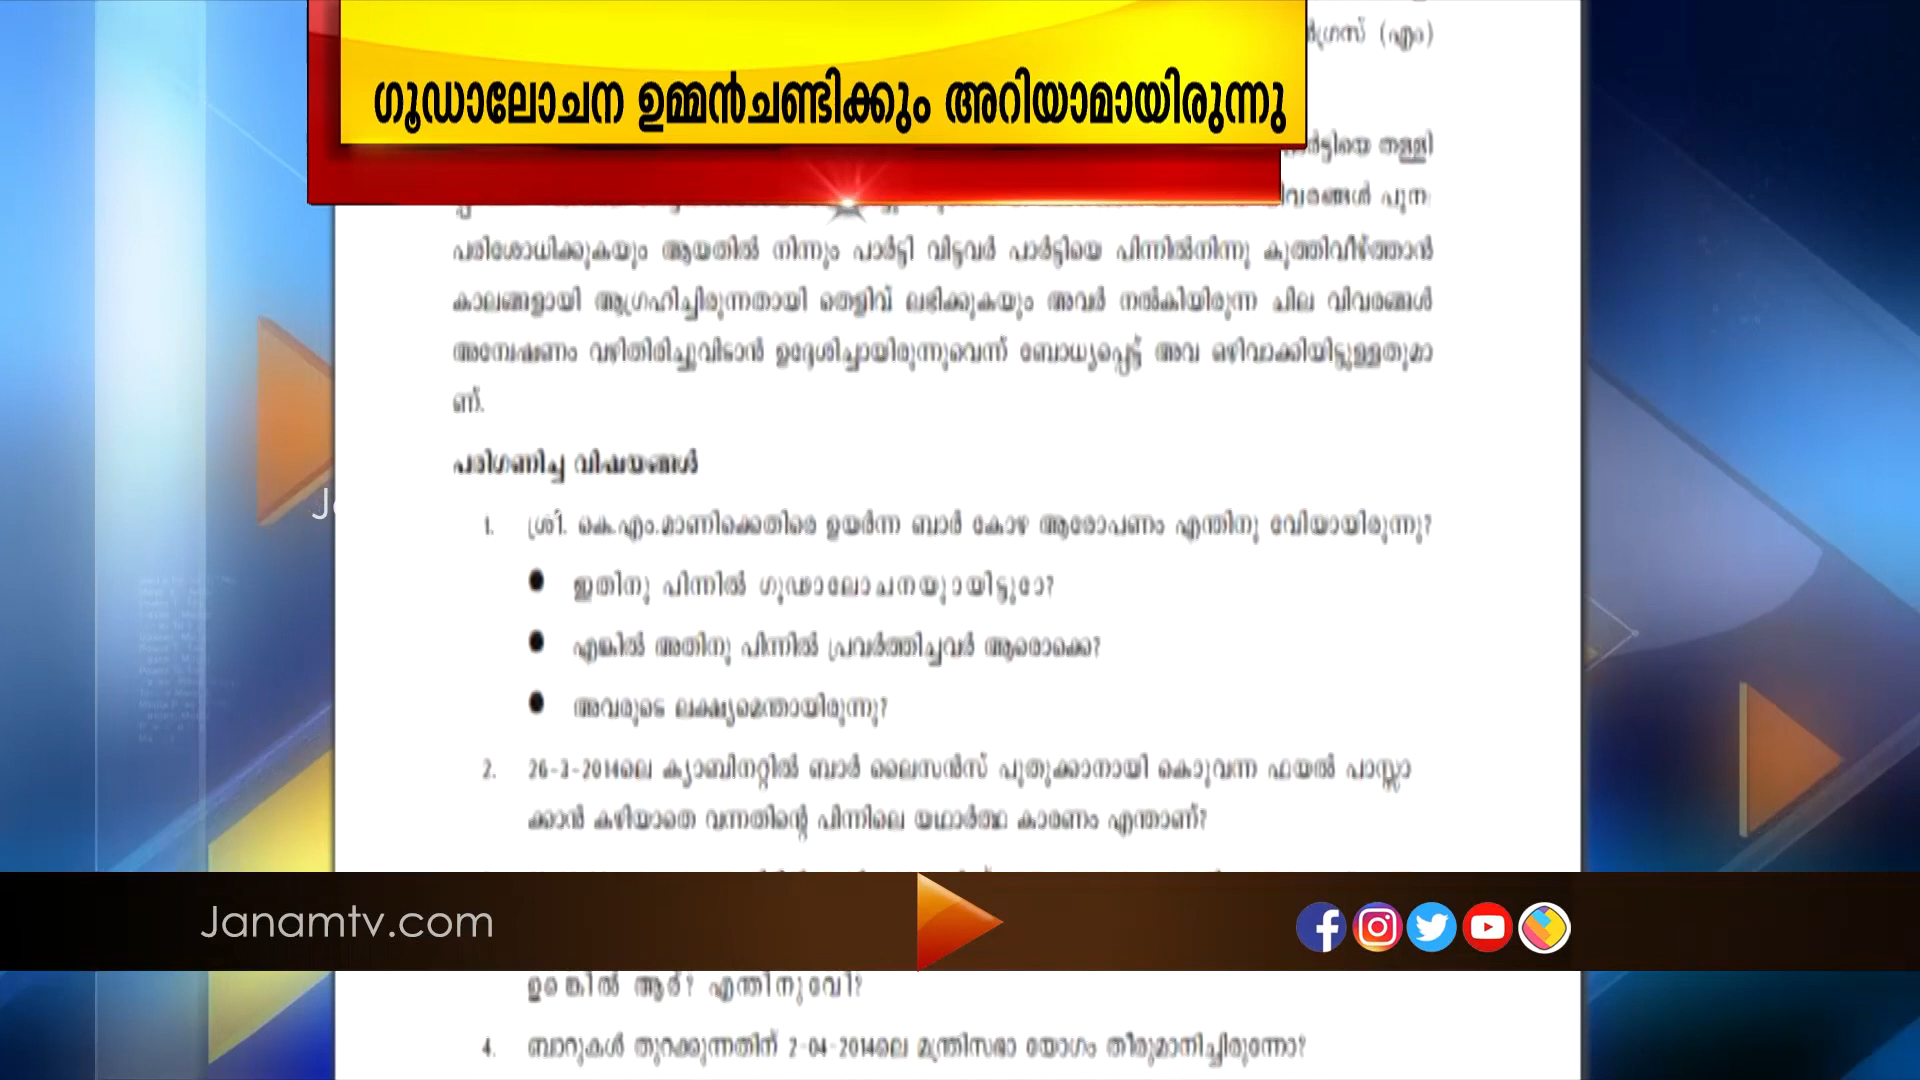 ർഗ്രസ് (എം)
ഗൂഡാലോചന ഉമ്മൻചണ്ടിക്കും അറിയാമായിരുന്നു
പാർട്ടിയെ തള്ളി
വിവരങ്ങൾ പുന:
പരിശോധിക്കുകയും ആയതിൽ നിന്നും പാർട്ടി വിട്ടവർ പാർട്ടിയെ പിന്നിൽനിന്നു കുത്തിവീഴ്ത്താൻ
കാലങ്ങളായി ആഗ്രഹിച്ചിരുന്നതായി തെളിവ് ലഭിക്കുകയും അവർ നൽകിയിരുന്ന ചില വിവരങ്ങൾ
അന്വേഷണം വഴിതിരിച്ചുവിടാൻ ഉദ്ദേശിച്ചായിരുന്നുവെന്ന് ബോധ്യപ്പെട്ട് അവ ഒഴിവാക്കിയിട്ടുള്ളതുമാ
ണ്.
പരിഗണിച്ച വിഷയങ്ങൾ
1. ശ്രീ. കെ.എം.മാണിക്കെതിരെ ഉയർന്ന ബാർ കോഴ ആരോപണം എന്തിനു വേിയായിരുന്നു?
● ഇതിനു പിന്നിൽ ഗൂഢാലോചനയുായിട്ടുറോ?
● എങ്കിൽ അതിനു പിന്നിൽ പ്രവർത്തിച്ചവർ ആരൊക്കെ?
● അവരുടെ ലക്ഷ്യമെന്തായിരുന്നു?
2. 26-3-2014ലെ ക്യാബിനറ്റിൽ ബാർ ലൈസൻസ് പുതുക്കാനായി കൊുവന്ന ഫയൽ പാസ്സാ
ക്കാൻ കഴിയാതെ വന്നതിന്റെ പിന്നിലെ യഥാർത്ഥ കാരണം എന്താണ്?
Janamtv.com
ആര്? എന്തിനുവേി?
4. ബാറുകൾ തുറക്കുന്നതിന് 2-04-2014ലെ മന്ത്രിസഭാ യോഗം തീരുമാനിച്ചിരുന്നോ?